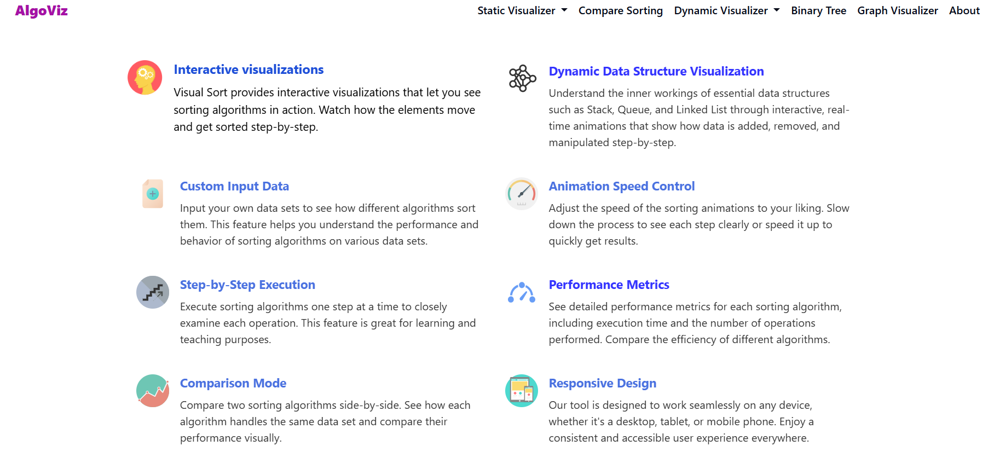 AlgoViz
Static Visualizer
Compare Sorting
Dynamic Visualizer
Binary Tree
Graph Visualizer
About
Interactive visualizations
Visual Sort provides interactive visualizations that let you see
sorting algorithms in action. Watch how the elements move
and get sorted step-by-step.
Dynamic Data Structure Visualization
Understand the inner workings of essential data structures
such as Stack, Queue, and Linked List through interactive, real-
time animations that show how data is added, removed, and
manipulated step-by-step.
Custom Input Data
Input your own data sets to see how different algorithms sort
them. This feature helps you understand the performance and
behavior of sorting algorithms on various data sets.
Animation Speed Control
Adjust the speed of the sorting animations to your liking. Slow
down the process to see each step clearly or speed it up to
quickly get results.
Step-by-Step Execution
Execute sorting algorithms one step at a time to closely
examine each operation. This feature is great for learning and
teaching purposes.
Performance Metrics
See detailed performance metrics for each sorting algorithm,
including execution time and the number of operations
performed. Compare the efficiency of different algorithms.
Comparison Mode
Compare two sorting algorithms side-by-side. See how each
algorithm handles the same data set and compare their
performance visually.
Responsive Design
Our tool is designed to work seamlessly on any device,
whether it's a desktop, tablet, or mobile phone. Enjoy a
consistent and accessible user experience everywhere.